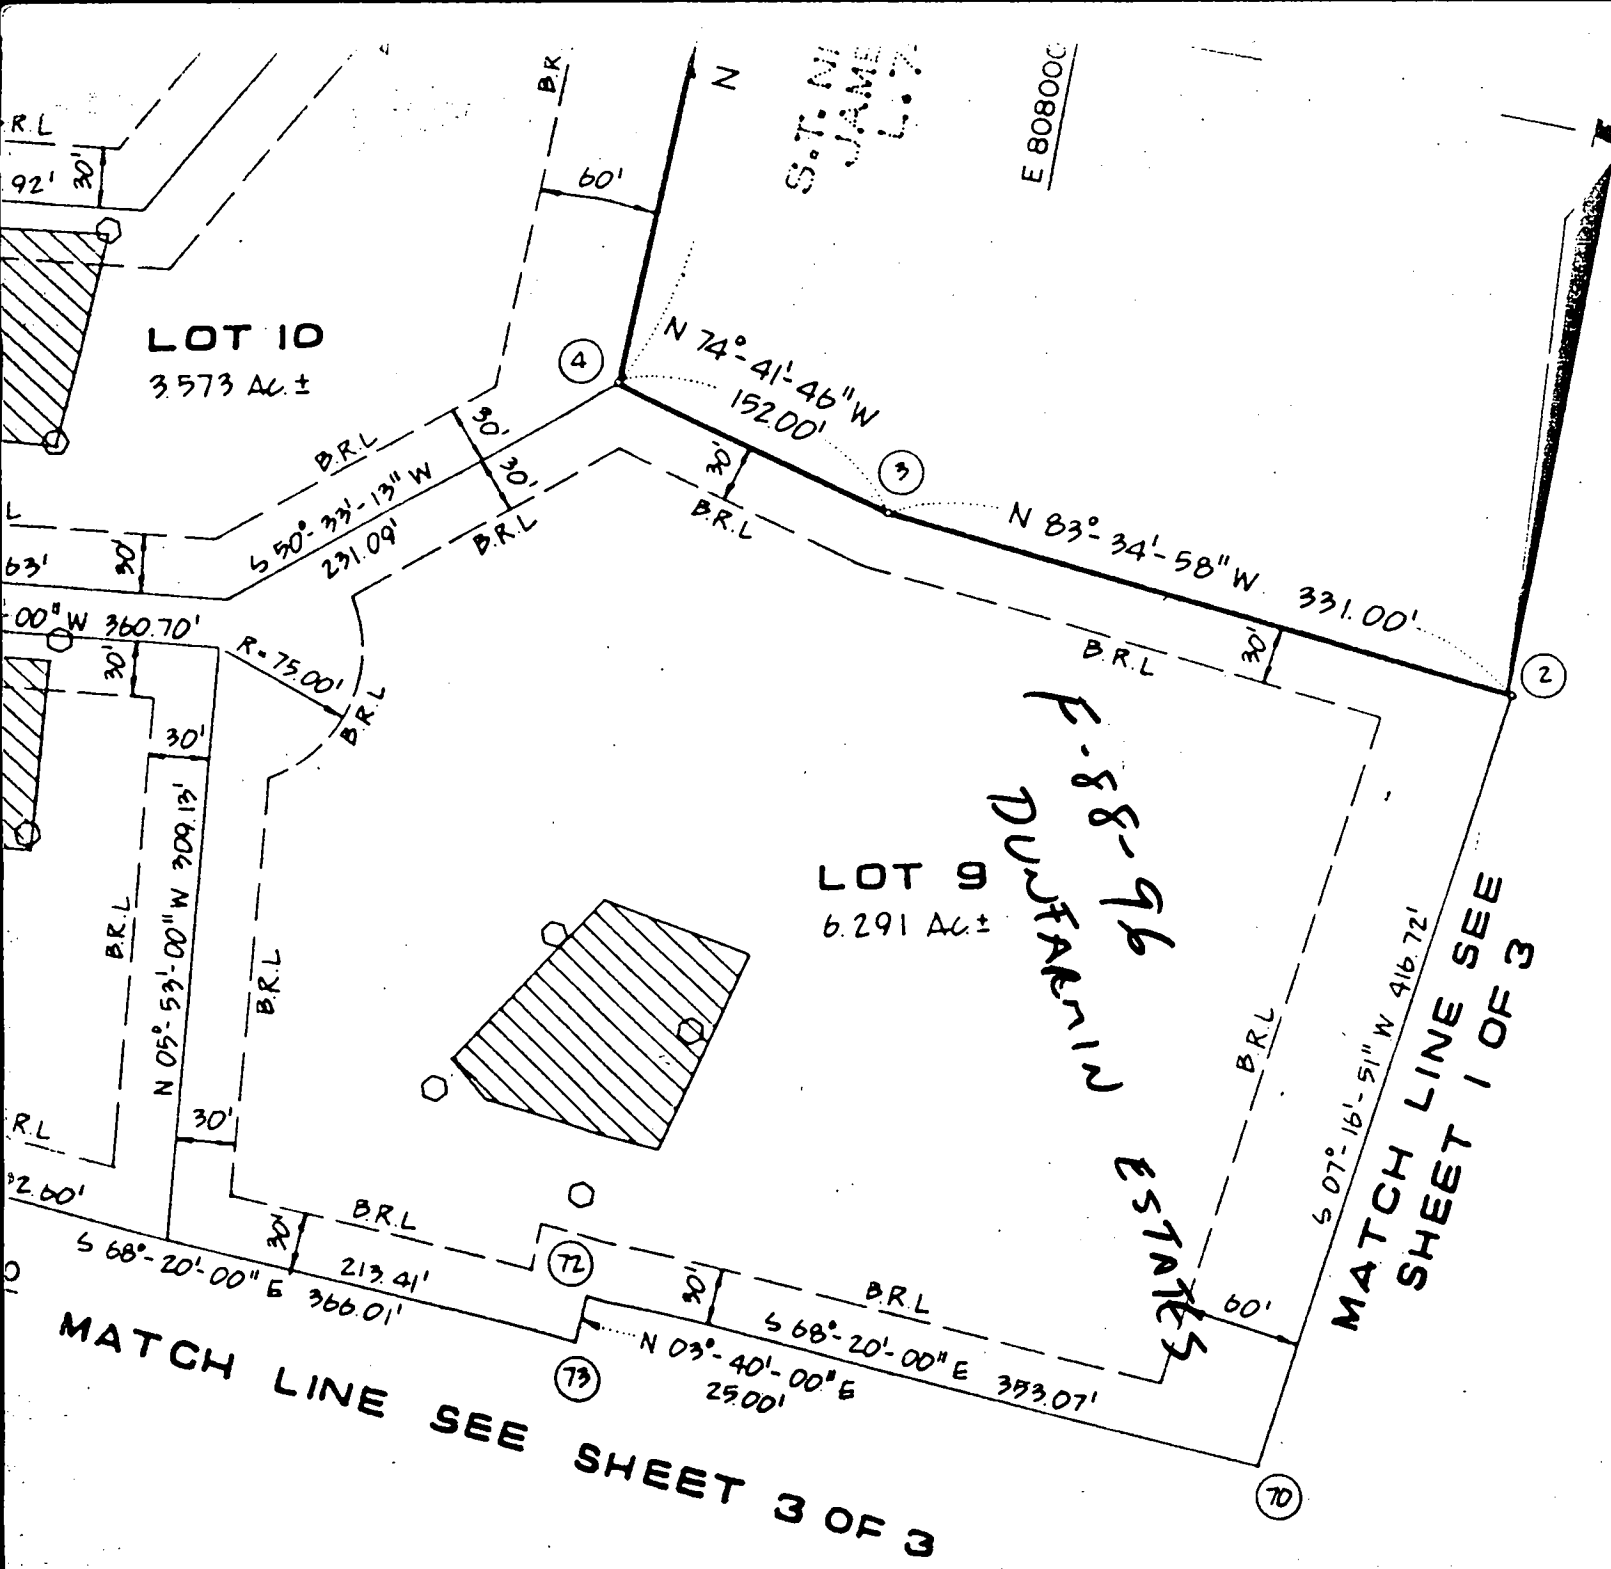 B.R
N
S.T. N
JAME
L.7
E 808000
R.L
30'
92'
60'
LOT 10
3.573 Ac.±
4
N 74°-41'-46" W
152.00'
30'
B.R.L
30'
30'
B.R.L
3
B.R.L
S 50°-33'-13" W
231.09'
N 83°-34'-58" W 331.00'
L
30'
63'
-00" W 360.70'
30'
R=75.00'
B.R.L
B.R.L
30'
2
30'
N 05°-53'-00" W 309.13'
B.R.L
B.R.L
F-88-96
DUNFARMIN ESTATES
LOT 9
6.291 Ac.±
B.R.L
S 07°-16'-51" W 416.72'
MATCH LINE SEE
SHEET 1 OF 3
R.L
30'
2.60'
S 68°-20'-00" E 366.01'
30'
B.R.L
213.41'
72
30'
B.R.L
60'
S 68°-20'-00" E 353.07'
N 03°-40'-00" E
25.00'
73
70
MATCH LINE SEE SHEET 3 OF 3